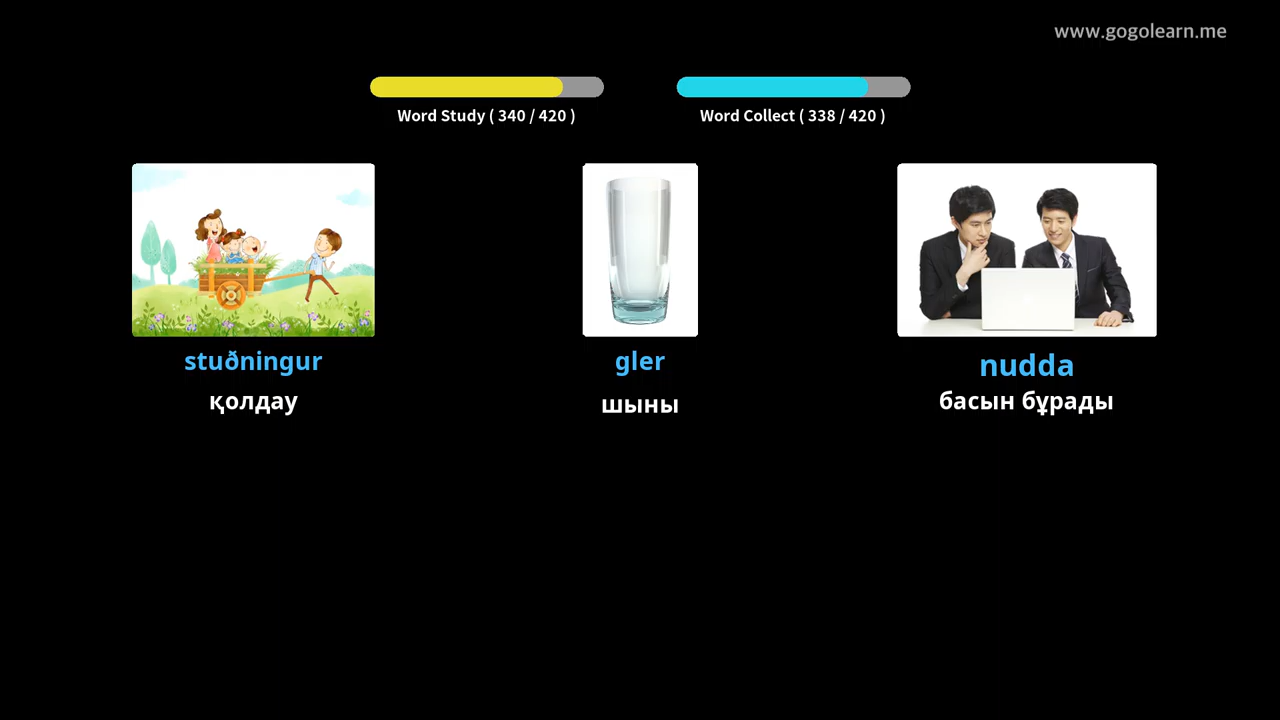 www.gogolearn.me
Word Study ( 340 / 420 )
Word Collect ( 338 / 420 )
stuðningur
қолдау
gler
шыны
nudda
басын бұрады